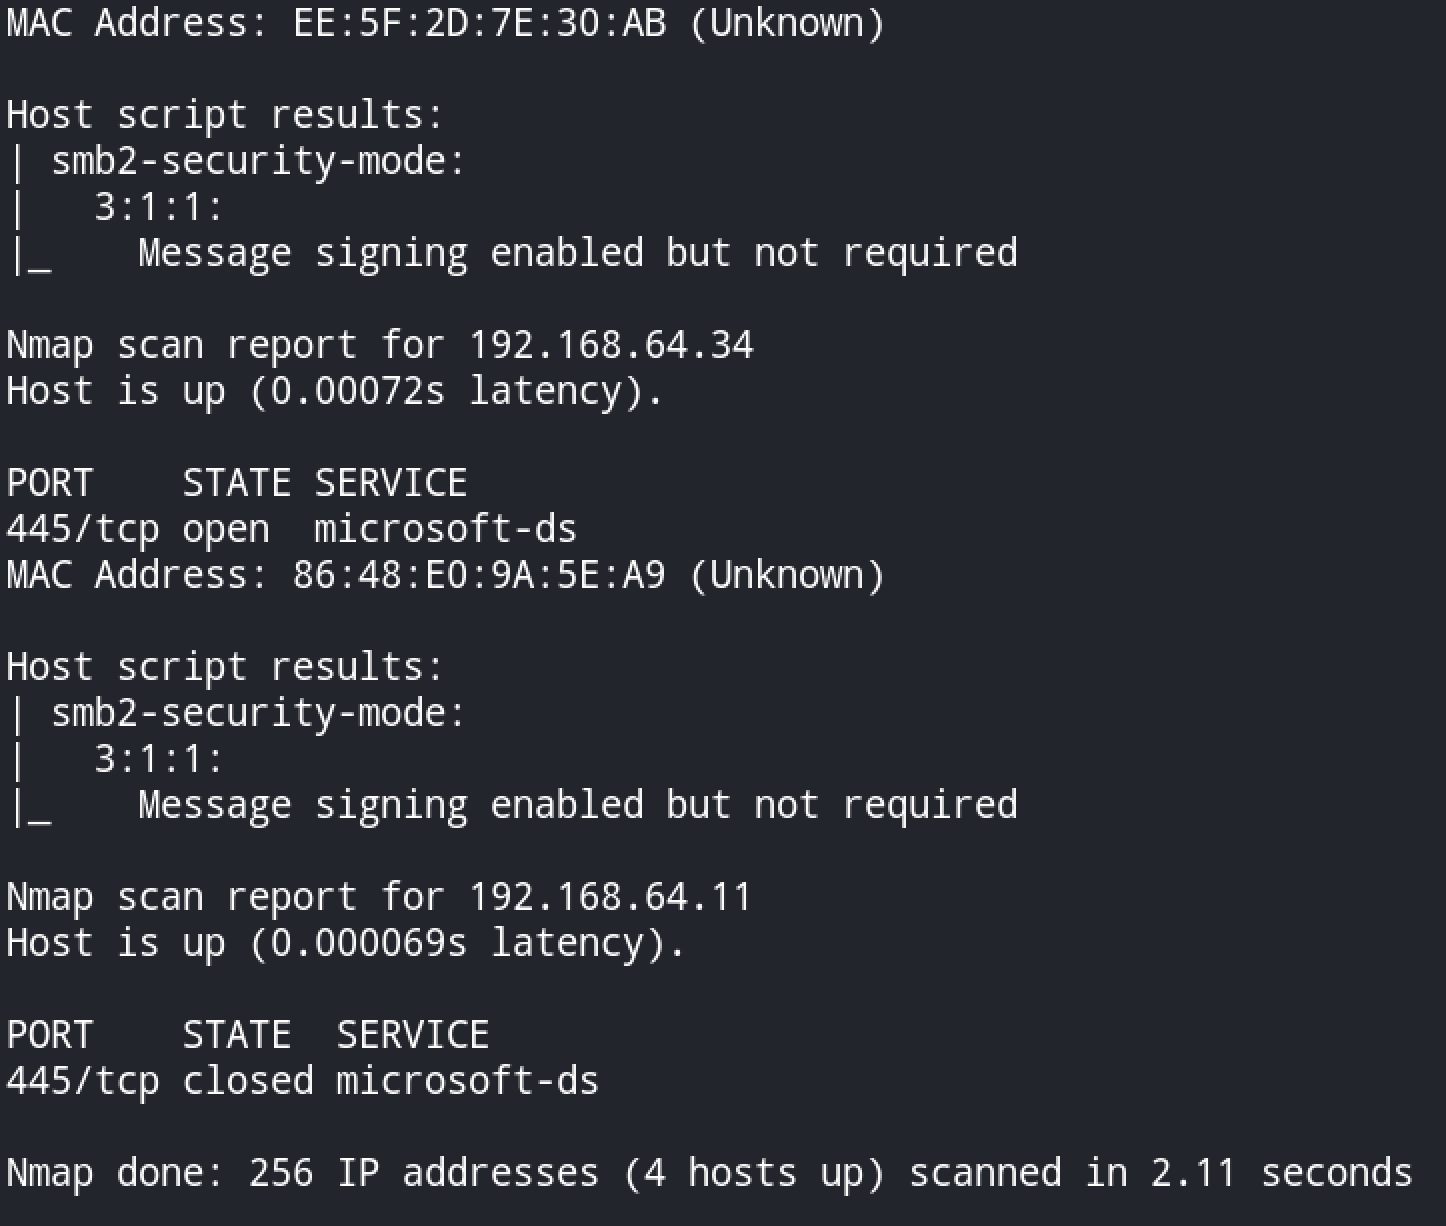 MAC Address: EE:5F:2D:7E:30:AB (Unknown)
Host script results:
| smb2-security-mode:
|   3:1:1:
|_    Message signing enabled but not required
Nmap scan report for 192.168.64.34
Host is up (0.00072s latency).
PORT    STATE SERVICE
445/tcp open  microsoft-ds
MAC Address: 86:48:E0:9A:5E:A9 (Unknown)
Host script results:
| smb2-security-mode:
|   3:1:1:
|_    Message signing enabled but not required
Nmap scan report for 192.168.64.11
Host is up (0.000069s latency).
PORT    STATE  SERVICE
445/tcp closed microsoft-ds
Nmap done: 256 IP addresses (4 hosts up) scanned in 2.11 seconds